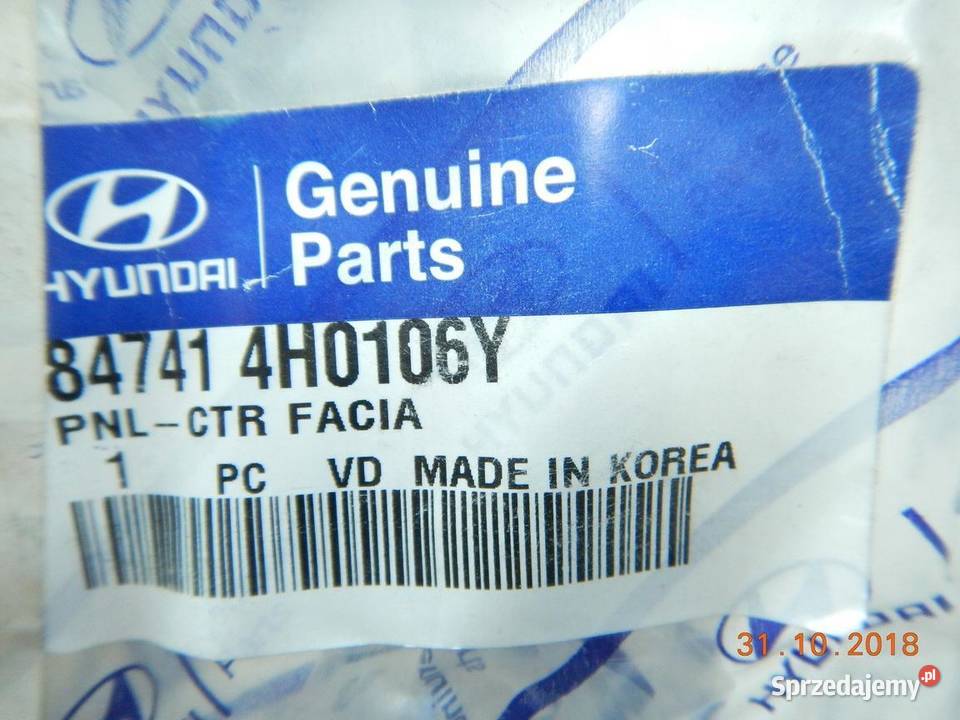 HYUNDAI
Genuine
Parts
84741 4H0106Y
PNL-CTR FACIA
1 PC VD MADE IN KOREA
HYUNDAI
31.10.2018
Sprzedajemy.pl